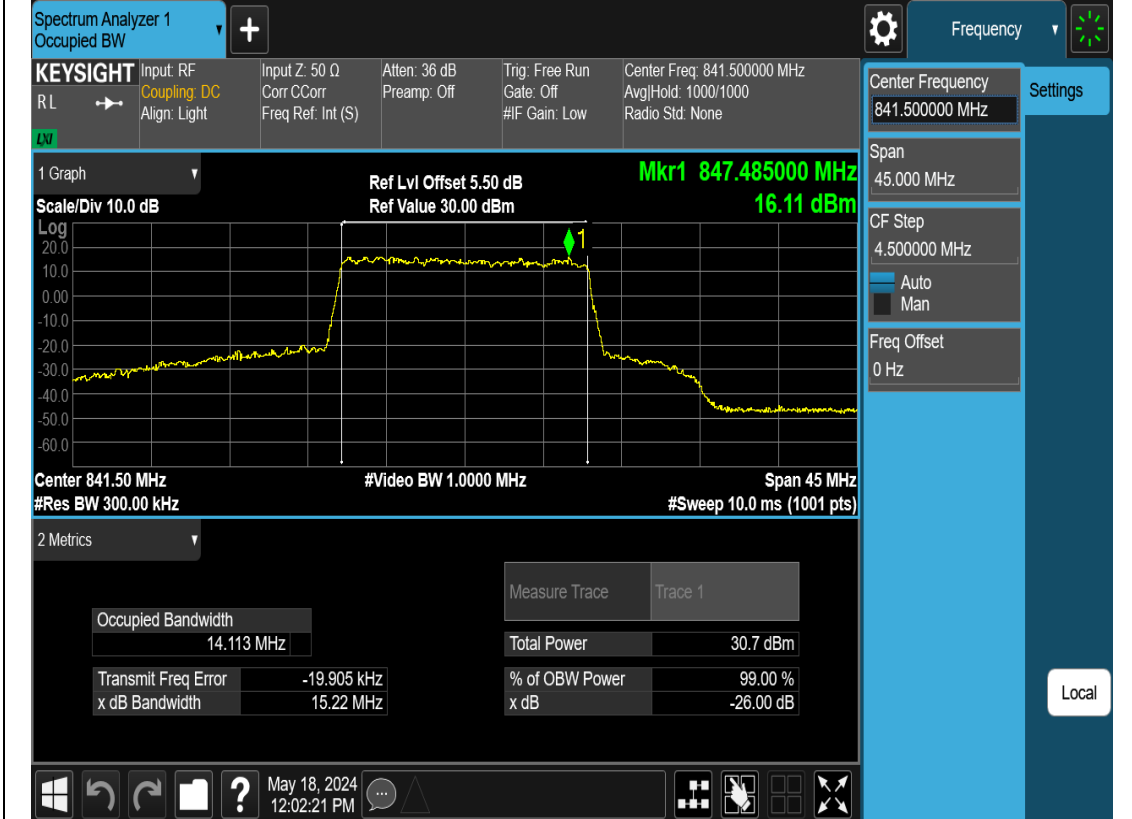 Spectrum Analyzer 1
Occupied BW
▼
+
Frequency
▼
KEYSIGHT
RL
LXI
Input: RF
Coupling: DC
Align: Light
Input Z: 50 Ω
Corr CCorr
Freq Ref: Int (S)
Atten: 36 dB
Preamp: Off
Trig: Free Run
Gate: Off
#IF Gain: Low
Center Freq: 841.500000 MHz
Avg|Hold: 1000/1000
Radio Std: None
Center Frequency
841.500000 MHz
Settings
Span
45.000 MHz
CF Step
4.500000 MHz
Auto
Man
Freq Offset
0 Hz
Local
1 Graph
▼
Scale/Div 10.0 dB
Ref Lvl Offset 5.50 dB
Ref Value 30.00 dBm
Mkr1 847.485000 MHz
16.11 dBm
Log
20.0
10.0
0.00
-10.0
-20.0
-30.0
-40.0
-50.0
-60.0
1
Center 841.50 MHz
#Video BW 1.0000 MHz
Span 45 MHz
#Res BW 300.00 kHz
#Sweep 10.0 ms (1001 pts)
2 Metrics
▼
Measure Trace
Trace 1
Occupied Bandwidth
14.113 MHz
Total Power
30.7 dBm
Transmit Freq Error
-19.905 kHz
% of OBW Power
99.00 %
x dB Bandwidth
15.22 MHz
x dB
-26.00 dB
?
May 18, 2024
12:02:21 PM